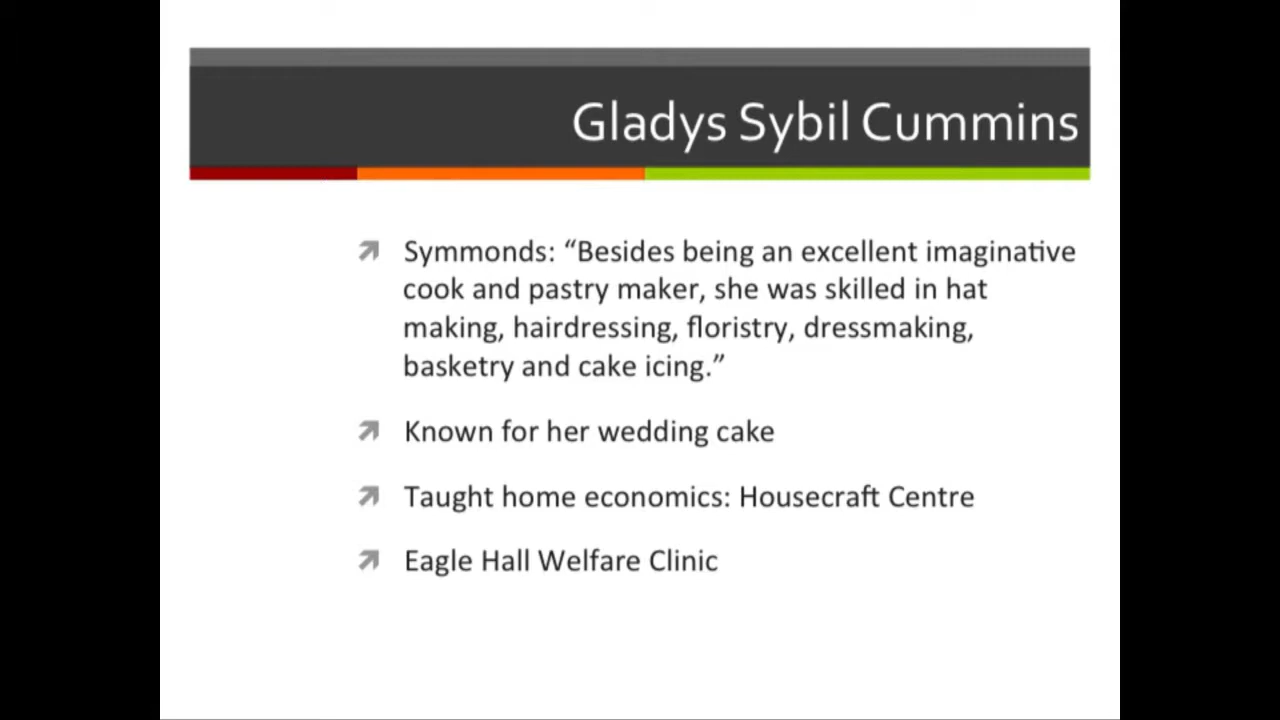 Gladys Sybil Cummins
Symmonds: “Besides being an excellent imaginative
cook and pastry maker, she was skilled in hat
making, hairdressing, floristry, dressmaking,
basketry and cake icing.”
Known for her wedding cake
Taught home economics: Housecraft Centre
Eagle Hall Welfare Clinic